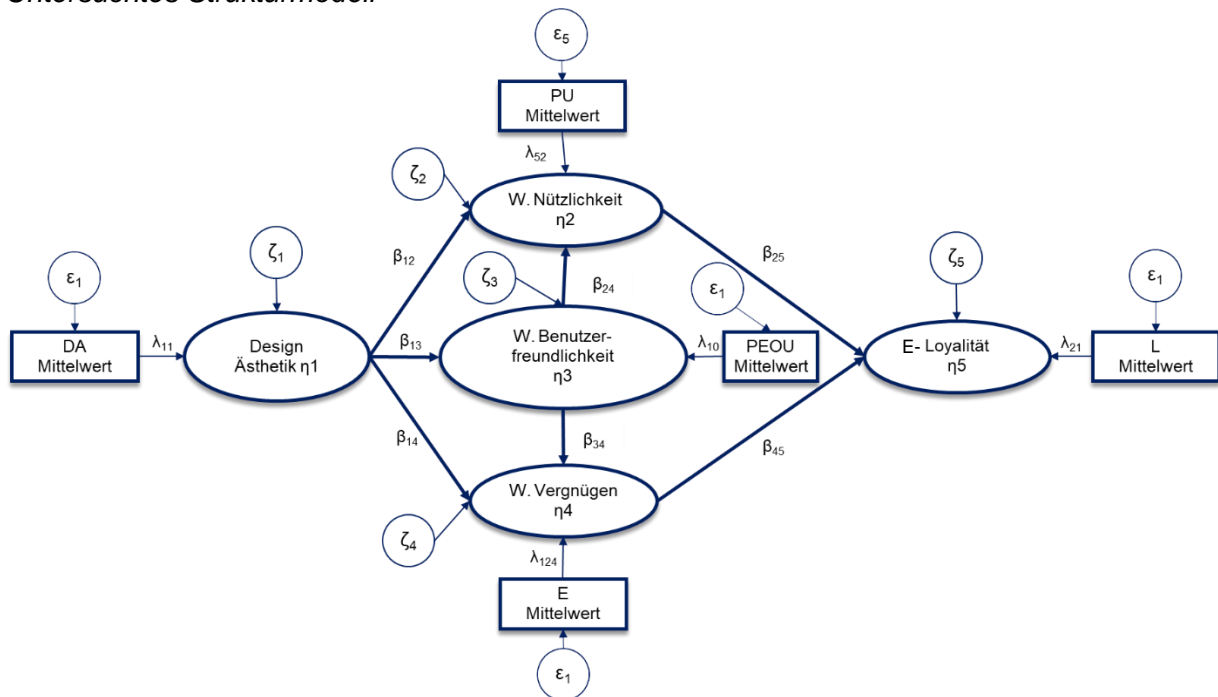 Untersuchtes Strukturmodell
ε5
PU
Mittelwert
λ52
ζ2
W. Nützlichkeit
η2
β12
β25
ζ1
ε1
ζ3
β24
ε1
ζ5
ε1
DA
Mittelwert
λ11
Design
Ästhetik η1
β13
W. Benutzer-
freundlichkeit
η3
λ10
PEOU
Mittelwert
E- Loyalität
η5
λ21
L
Mittelwert
β14
β34
β45
W. Vergnügen
η4
ζ4
λ124
E
Mittelwert
ε1